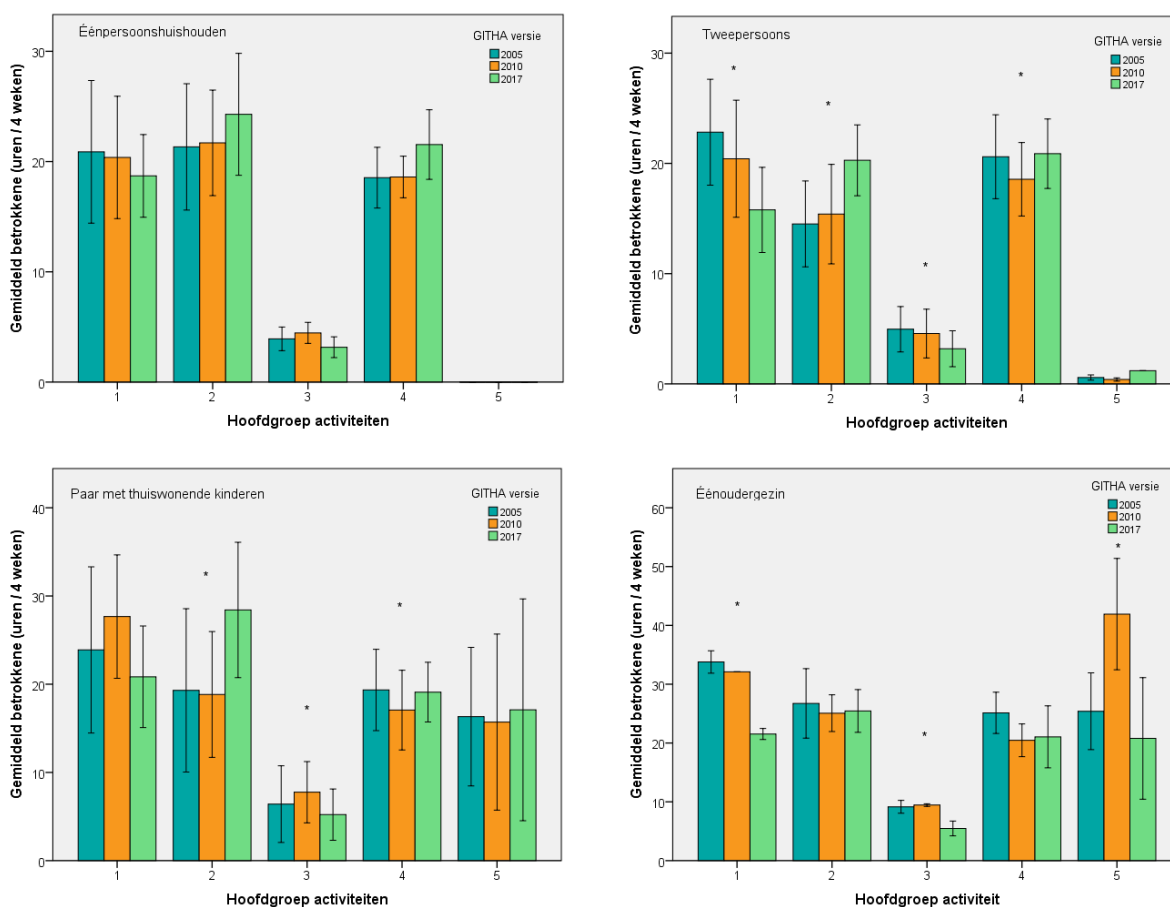 Éénpersoonshuishouden
GITHA versie
2005
2010
2017
Gemiddeld betrokkene (uren / 4 weken)
30
20
10
0
1 2 3 4 5
Hoofdgroep activiteiten
Tweepersoons
GITHA versie
2005
2010
2017
Gemiddeld betrokkene (uren / 4 weken)
30
20
10
0
* * * *
1 2 3 4 5
Hoofdgroep activiteiten
Paar met thuiswonende kinderen
GITHA versie
2005
2010
2017
Gemiddeld betrokkene (uren / 4 weken)
40
30
20
10
0
* * *
1 2 3 4 5
Hoofdgroep activiteiten
Éénoudergezin
GITHA versie
2005
2010
2017
Gemiddeld betrokkene (uren / 4 weken)
60
50
40
30
20
10
0
* * *
1 2 3 4 5
Hoofdgroep activiteit